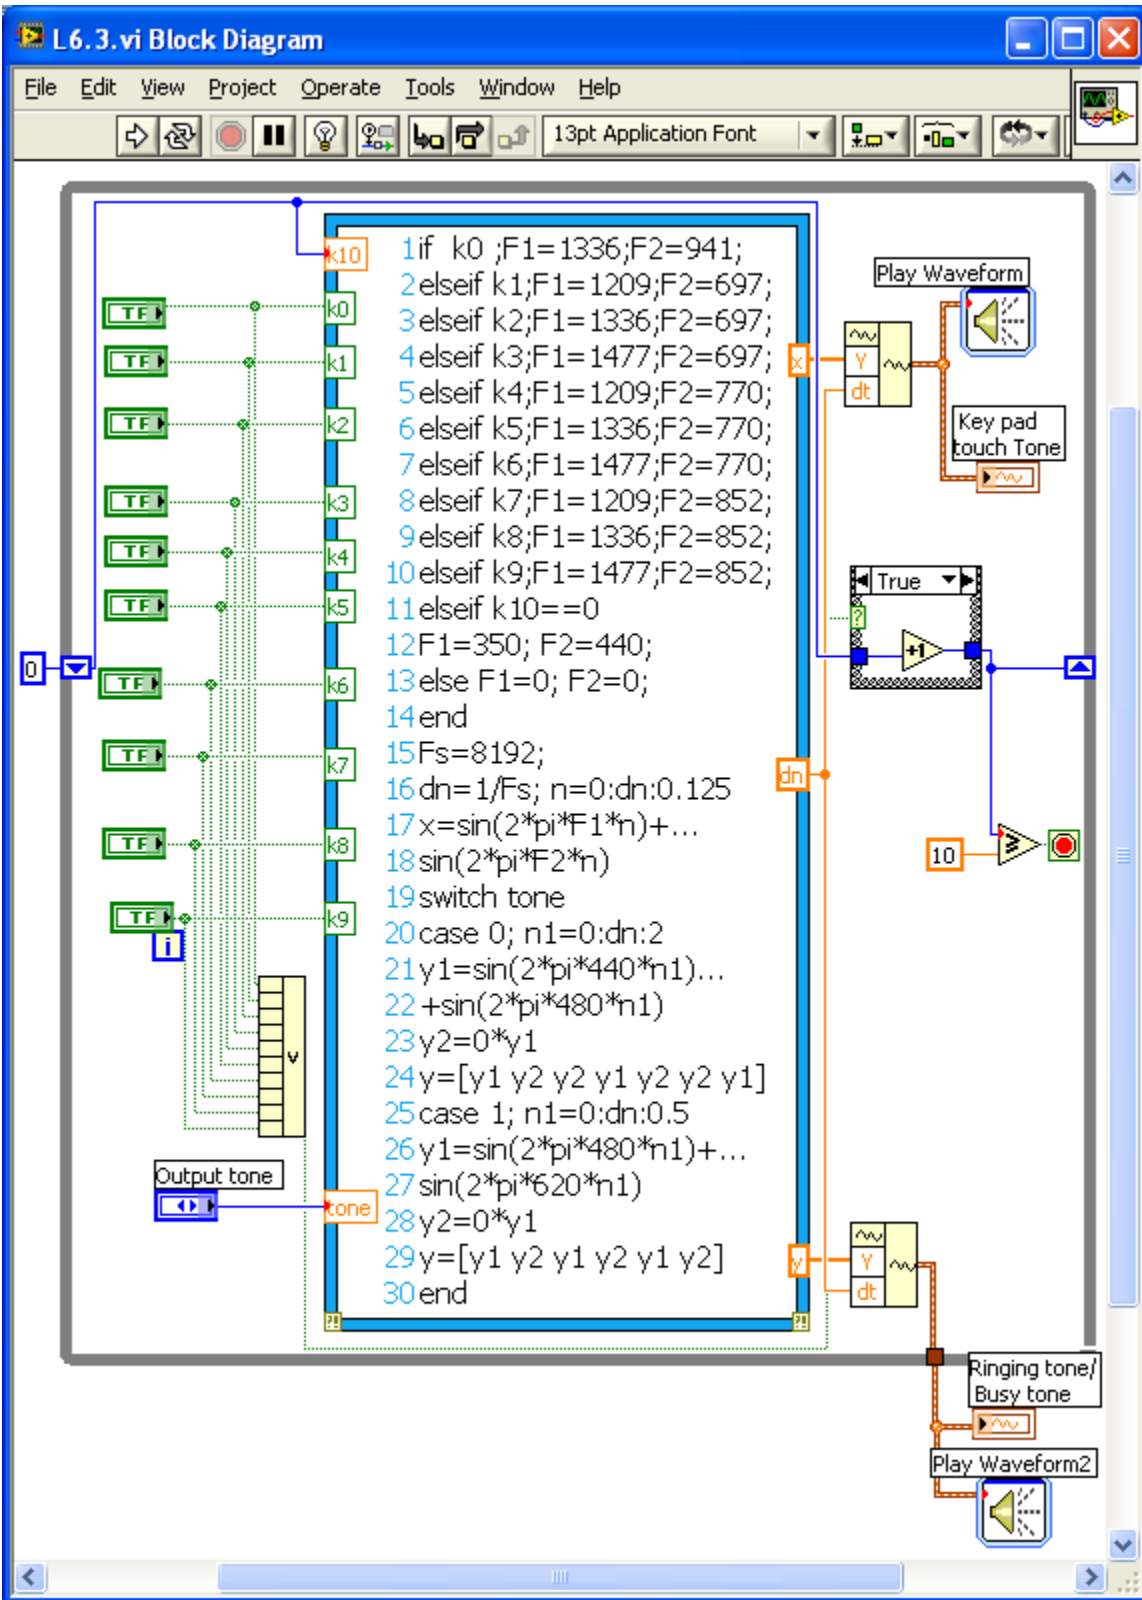 L6.3.vi Block Diagram
File Edit View Project Operate Tools Window Help
13pt Application Font
k10
k0
k1
k2
k3
k4
k5
k6
k7
k8
k9
TF
TF
TF
TF
TF
TF
TF
TF
TF
TF
0
i
v
Output tone
tone
1 if k0 ;F1=1336;F2=941;
2 elseif k1;F1=1209;F2=697;
3 elseif k2;F1=1336;F2=697;
4 elseif k3;F1=1477;F2=697;
5 elseif k4;F1=1209;F2=770;
6 elseif k5;F1=1336;F2=770;
7 elseif k6;F1=1477;F2=770;
8 elseif k7;F1=1209;F2=852;
9 elseif k8;F1=1336;F2=852;
10 elseif k9;F1=1477;F2=852;
11 elseif k10==0
12 F1=350; F2=440;
13 else F1=0; F2=0;
14 end
15 Fs=8192;
16 dn=1/Fs; n=0:dn:0.125
17 x=sin(2*pi*F1*n)+...
18 sin(2*pi*F2*n)
19 switch tone
20 case 0; n1=0:dn:2
21 y1=sin(2*pi*440*n1)...
22 +sin(2*pi*480*n1)
23 y2=0*y1
24 y=[y1 y2 y2 y1 y2 y2 y1]
25 case 1; n1=0:dn:0.5
26 y1=sin(2*pi*480*n1)+...
27 sin(2*pi*620*n1)
28 y2=0*y1
29 y=[y1 y2 y1 y2 y1 y2]
30 end
x
dn
y
Play Waveform
Y
dt
Key pad
touch Tone
True
?
+1
10
≥
Y
dt
Ringing tone/
Busy tone
Play Waveform2